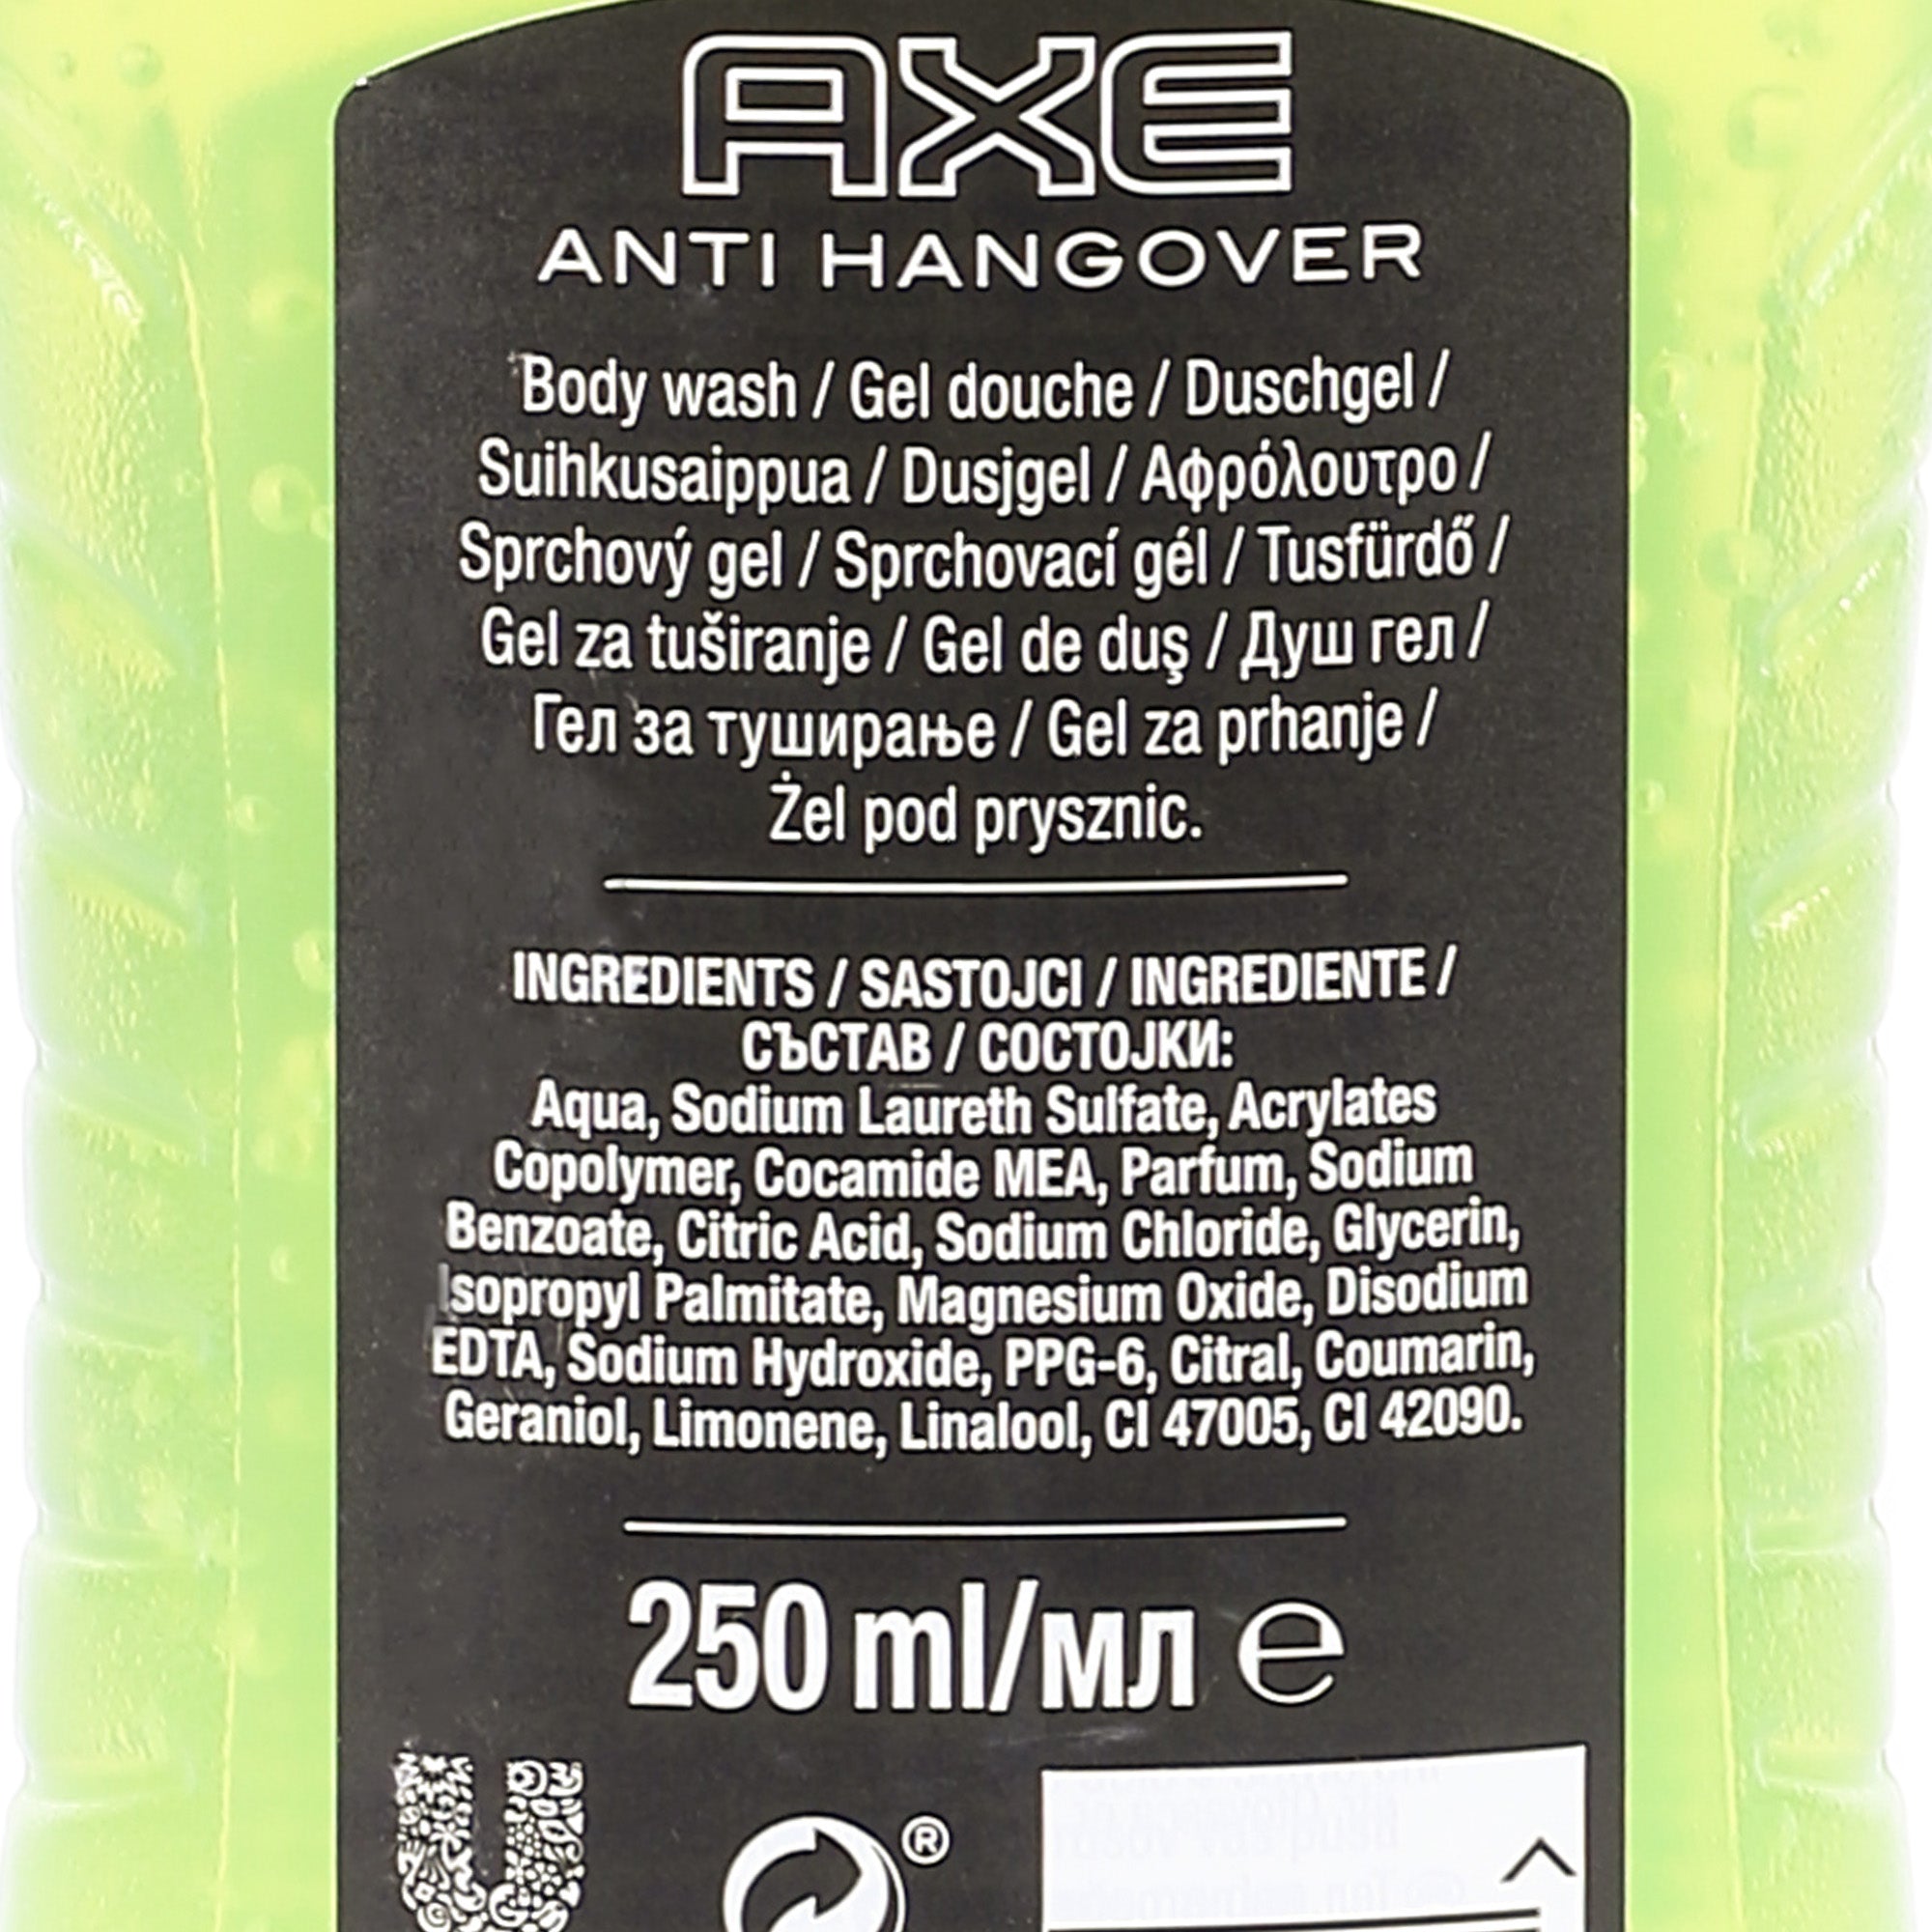 AXE
ANTI HANGOVER
Body wash / Gel douche / Duschgel /
Suihkusaippua / Dusjgel / Αφρόλουτρο /
Sprchový gel / Sprchovací gél / Tusfürdő /
Gel za tuširanje / Gel de duş / Душ гел /
Гел за туширање / Gel za prhanje /
Żel pod prysznic.
INGREDIENTS / SASTOJCI / INGREDIENTE /
СЪСТАВ / СОСТОЈКИ:
Aqua, Sodium Laureth Sulfate, Acrylates
Copolymer, Cocamide MEA, Parfum, Sodium
Benzoate, Citric Acid, Sodium Chloride, Glycerin,
Isopropyl Palmitate, Magnesium Oxide, Disodium
EDTA, Sodium Hydroxide, PPG-6, Citral, Coumarin,
Geraniol, Limonene, Linalool, CI 47005, CI 42090.
250 ml/мл ℮
®